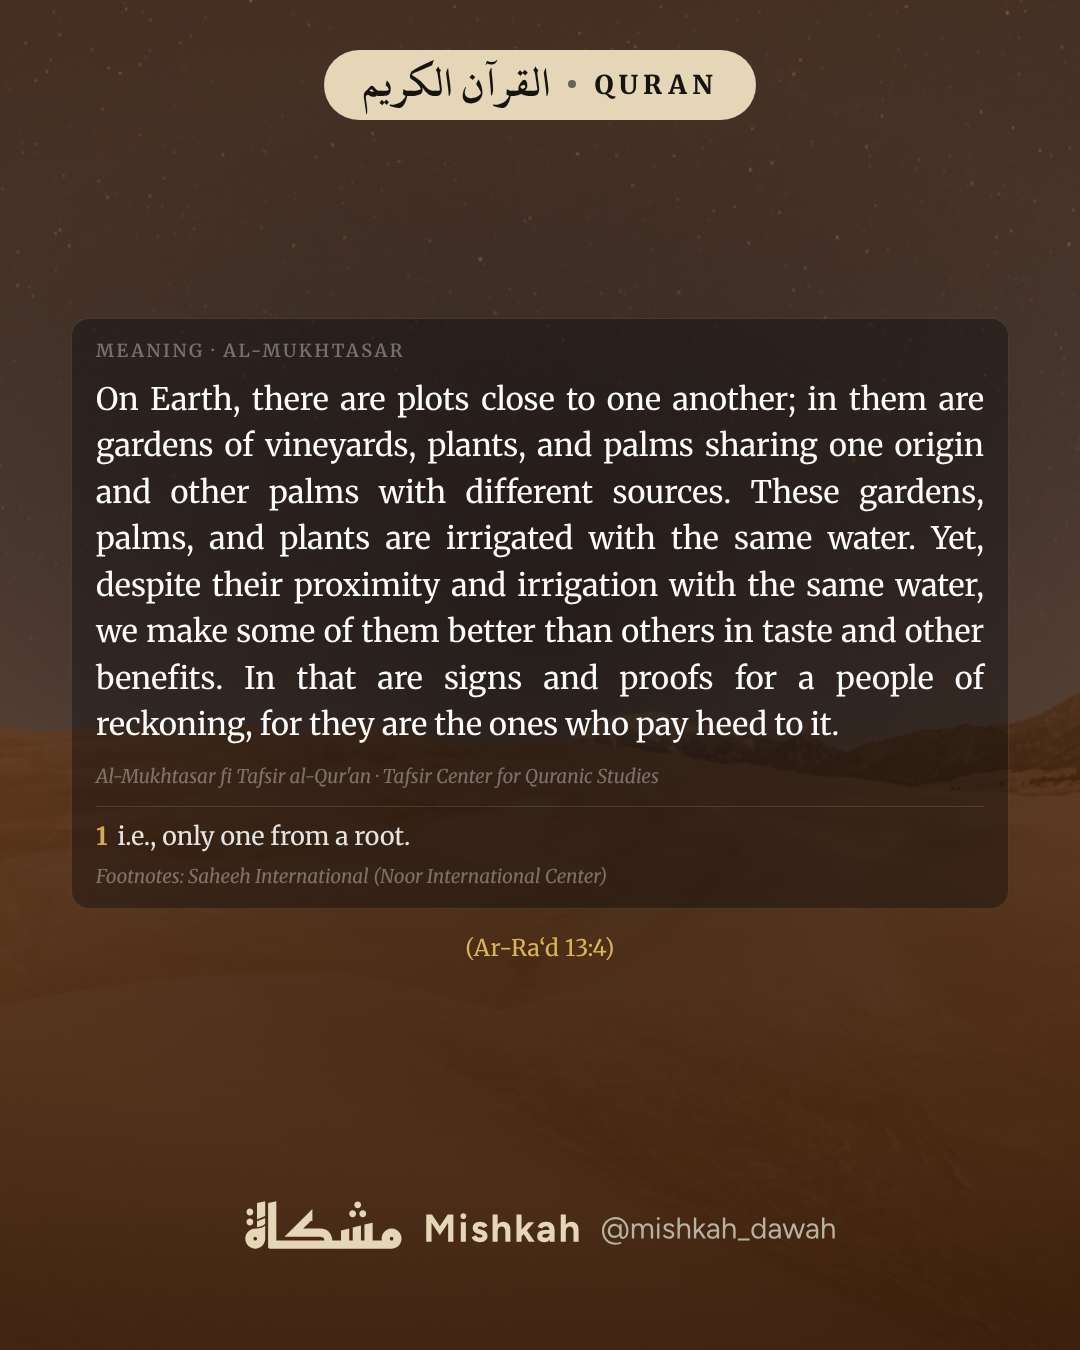 القرآن الكريم • QURAN
MEANING · AL-MUKHTASAR
On Earth, there are plots close to one another; in them are
gardens of vineyards, plants, and palms sharing one origin
and other palms with different sources. These gardens,
palms, and plants are irrigated with the same water. Yet,
despite their proximity and irrigation with the same water,
we make some of them better than others in taste and other
benefits. In that are signs and proofs for a people of
reckoning, for they are the ones who pay heed to it.
Al-Mukhtasar fi Tafsir al-Qur'an · Tafsir Center for Quranic Studies
1 i.e., only one from a root.
Footnotes: Saheeh International (Noor International Center)
(Ar-Ra‘d 13:4)
مشكاة Mishkah @mishkah_dawah